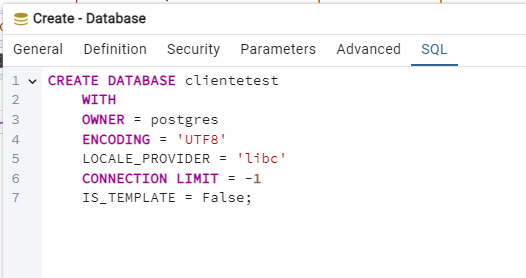 Create - Database
General Definition Security Parameters Advanced SQL
1 CREATE DATABASE clientetest
2 WITH
3 OWNER = postgres
4 ENCODING = 'UTF8'
5 LOCALE_PROVIDER = 'libc'
6 CONNECTION LIMIT = -1
7 IS_TEMPLATE = False;